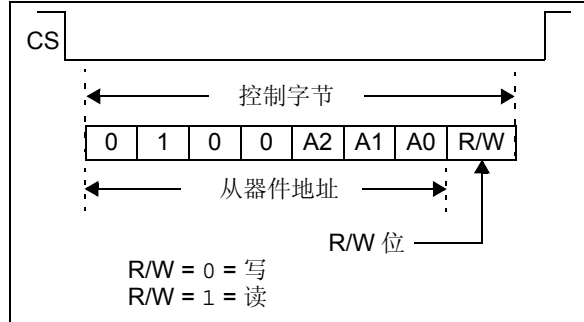 CS
控制字节
0 1 0 0 A2 A1 A0 R/W
从器件地址
R/W 位
R/W = 0 = 写
R/W = 1 = 读